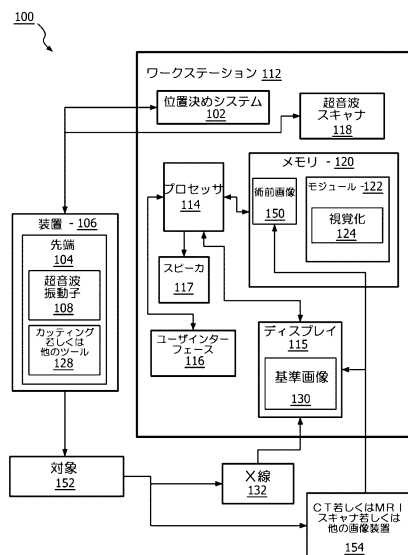 100
ワークステーション 112
位置決めシステム
102
超音波
スキャナ
118
プロセッサ
114
メモリ -120
術前画像
150
モジュール -122
視覚化
124
スピーカ
117
ユーザインター
フェース 116
ディスプレイ
115
基準画像
130
装置 - 106
先端
104
超音波
振動子
108
カッティング
若しくは
他のツール
128
対象
152
X線
132
CT若しくはMRI
スキャナ若しくは
他の画像装置
154